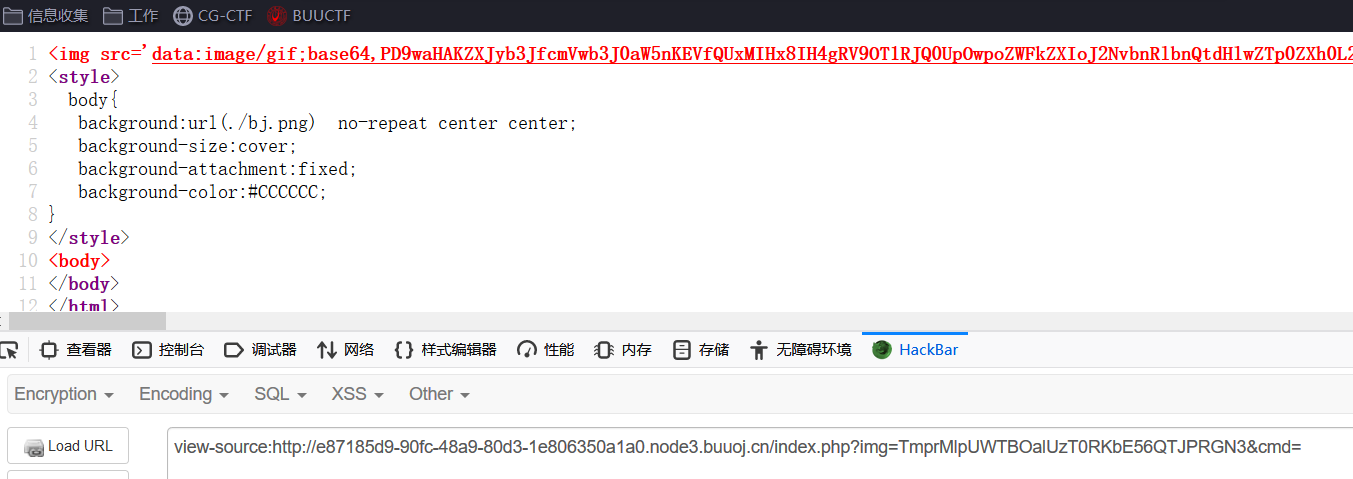 信息收集 工作 CG-CTF BUUCTF
1 <img src='data:image/gif;base64,PD9waHAKZXJyb3JfcmVwb3J0aW5nKEVfQUxMIHx8IH4gRV9OT1RJQ0UpOwpoZWFkZXIoJ2NvbnRlbnQtdHlwZTp0ZXh0L2
2 <style>
3 body{
4 background:url(./bj.png) no-repeat center center;
5 background-size:cover;
6 background-attachment:fixed;
7 background-color:#CCCCCC;
8 }
9 </style>
10 <body>
11 </body>
12 </html>
查看器 控制台 调试器 网络 样式编辑器 性能 内存 存储 无障碍环境 HackBar
Encryption Encoding SQL XSS Other
Load URL view-source:http://e87185d9-90fc-48a9-80d3-1e806350a1a0.node3.buuoj.cn/index.php?img=TmprMlpUWTBOalUzT0RKbE56QTJPRGN3&cmd=